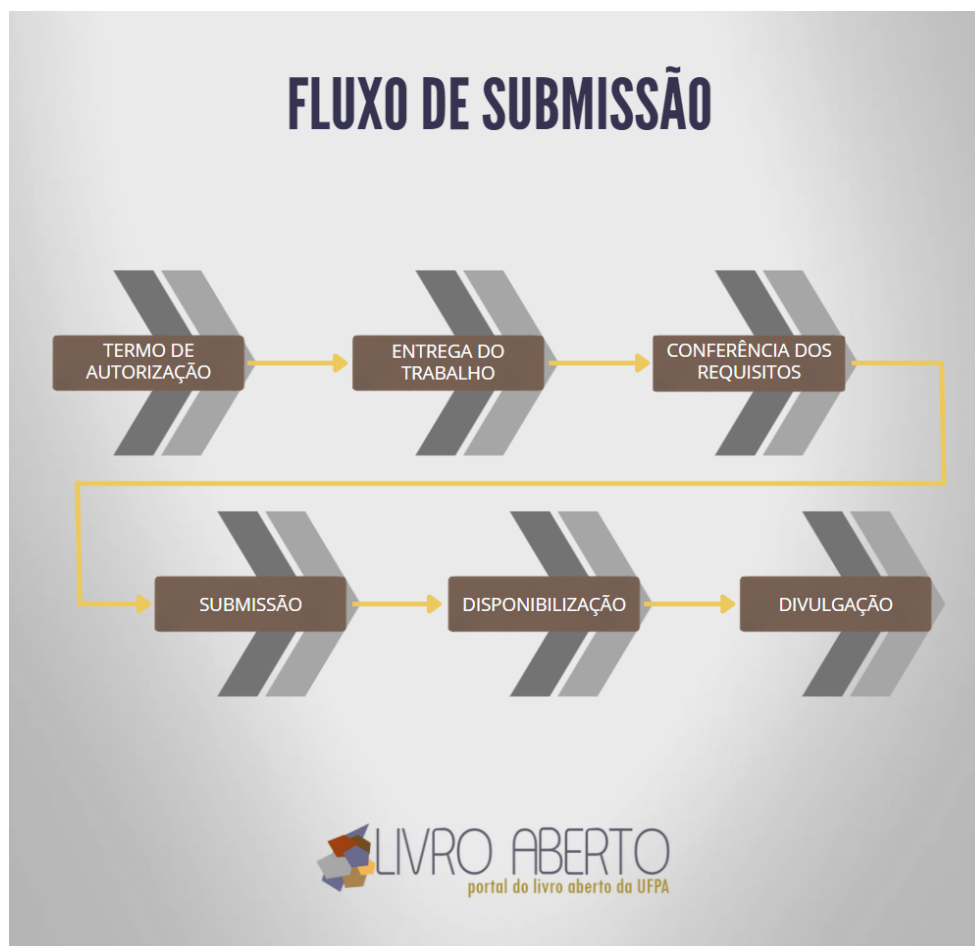 FLUXO DE SUBMISSÃO
TERMO DE
AUTORIZAÇÃO
ENTREGA DO
TRABALHO
CONFERÊNCIA DOS
REQUISITOS
SUBMISSÃO
DISPONIBILIZAÇÃO
DIVULGAÇÃO
LIVRO ABERTO
portal do livro aberto da UFPA